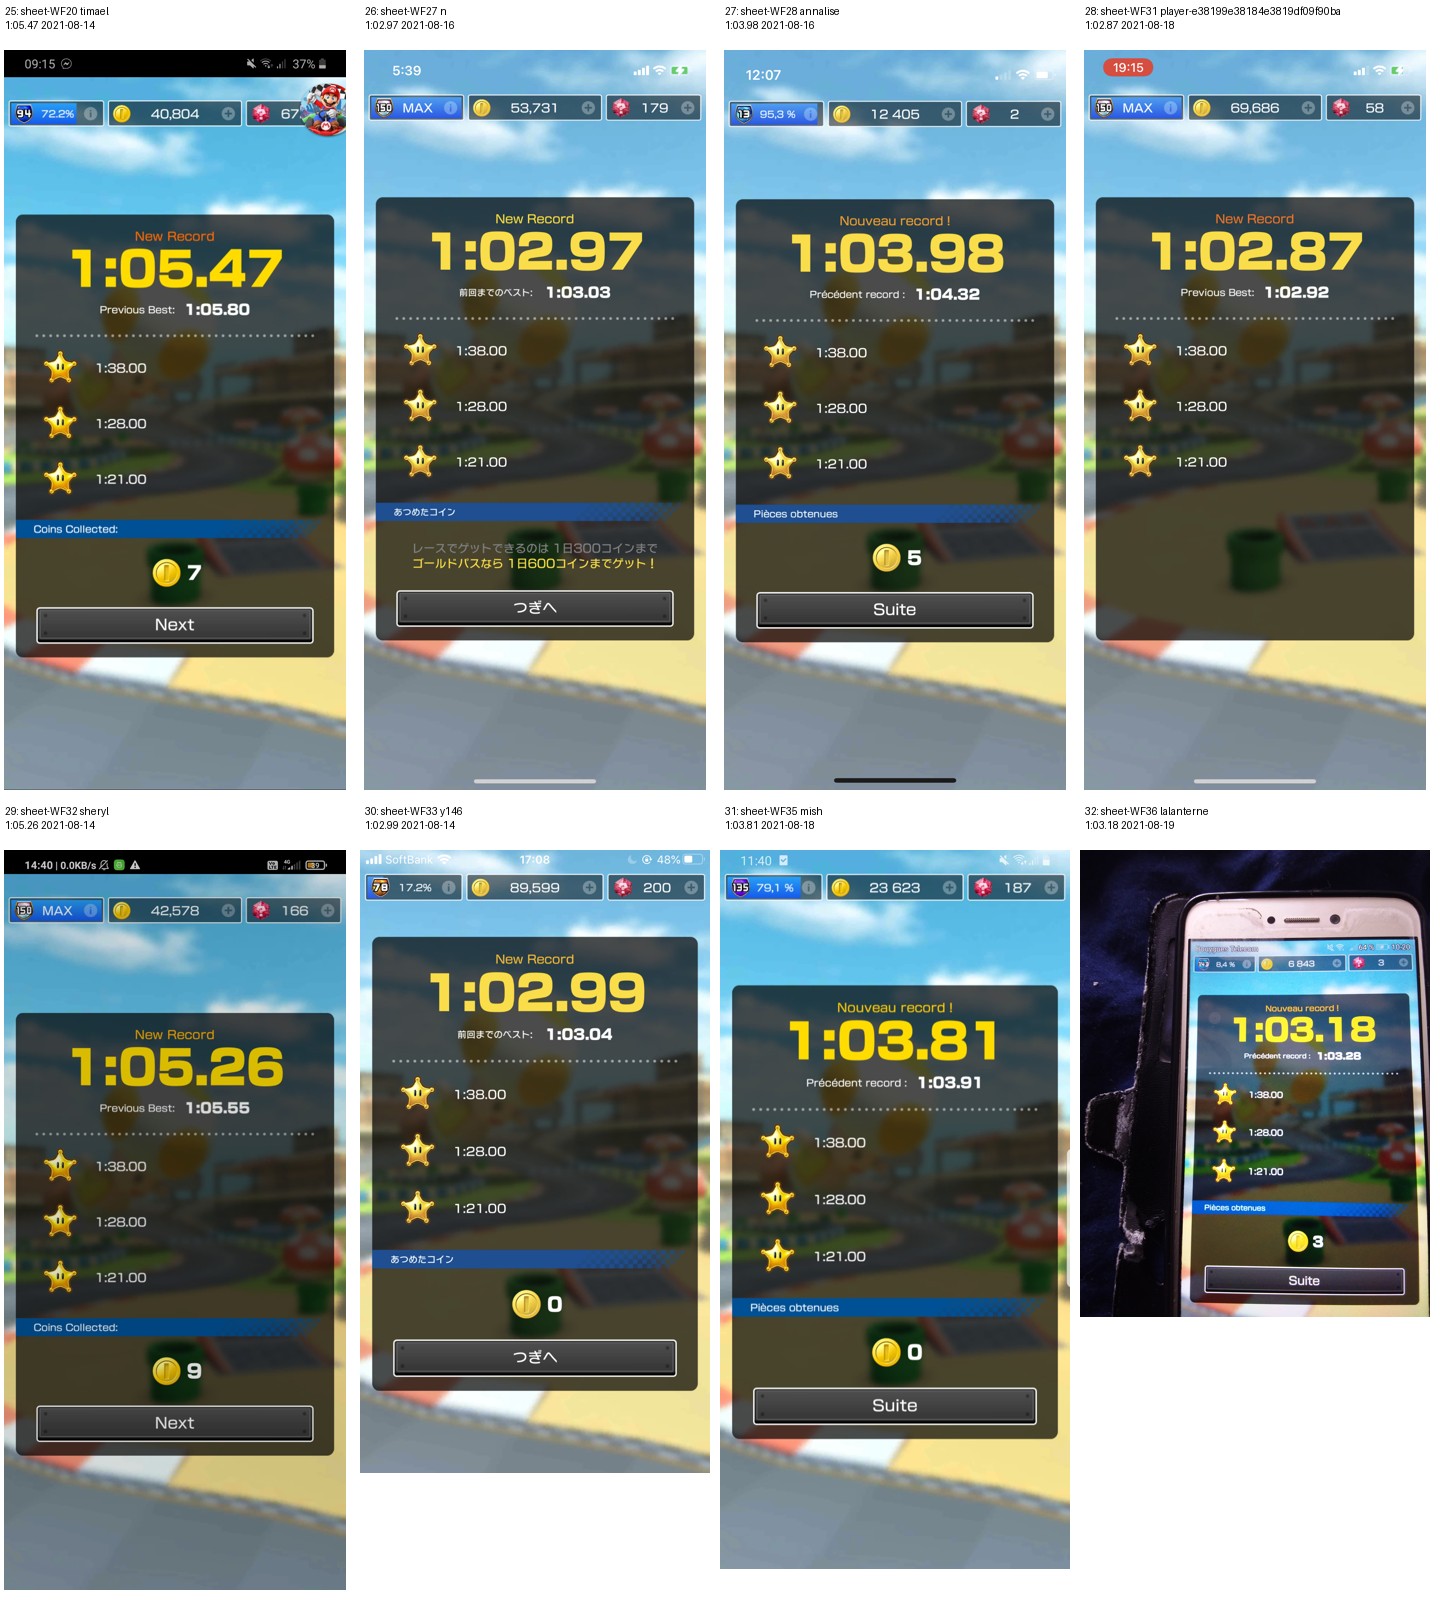 25: sheet-WF20 timael
1:05.47 2021-08-14
09:15
37%
94
72.2%
40,804
67
New Record
1:05.47
Previous Best: 1:05.80
1:38.00
1:28.00
1:21.00
Coins Collected:
7
Next
26: sheet-WF27 n
1:02.97 2021-08-16
5:39
150
MAX
53,731
179
New Record
1:02.97
前回までのベスト: 1:03.03
1:38.00
1:28.00
1:21.00
あつめたコイン
レースでゲットできるのは 1日300コインまで
ゴールドパスなら 1日600コインまでゲット！
つぎへ
27: sheet-WF28 annalise
1:03.98 2021-08-16
12:07
13
95,3 %
12 405
2
Nouveau record !
1:03.98
Précédent record : 1:04.32
1:38.00
1:28.00
1:21.00
Pièces obtenues
5
Suite
28: sheet-WF31 player-e38199e38184e3819df09f90ba
1:02.87 2021-08-18
19:15
150
MAX
69,686
58
New Record
1:02.87
Previous Best: 1:02.92
1:38.00
1:28.00
1:21.00
29: sheet-WF32 sheryl
1:05.26 2021-08-14
14:40 | 0.0KB/s
4G
89
150
MAX
42,578
166
New Record
1:05.26
Previous Best: 1:05.55
1:38.00
1:28.00
1:21.00
Coins Collected:
9
Next
30: sheet-WF33 y146
1:02.99 2021-08-14
SoftBank
17:08
48%
78
17.2%
89,599
200
New Record
1:02.99
前回までのベスト: 1:03.04
1:38.00
1:28.00
1:21.00
あつめたコイン
0
つぎへ
31: sheet-WF35 mish
1:03.81 2021-08-18
11:40
135
79,1 %
23 623
187
Nouveau record !
1:03.81
Précédent record : 1:03.91
1:38.00
1:28.00
1:21.00
Pièces obtenues
0
Suite
32: sheet-WF36 lalanterne
1:03.18 2021-08-19
Bouygues Telecom
8,4 %
6 843
3
Nouveau record !
1:03.18
Précédent record : 1:03.28
1:38.00
1:28.00
1:21.00
Pièces obtenues
3
Suite